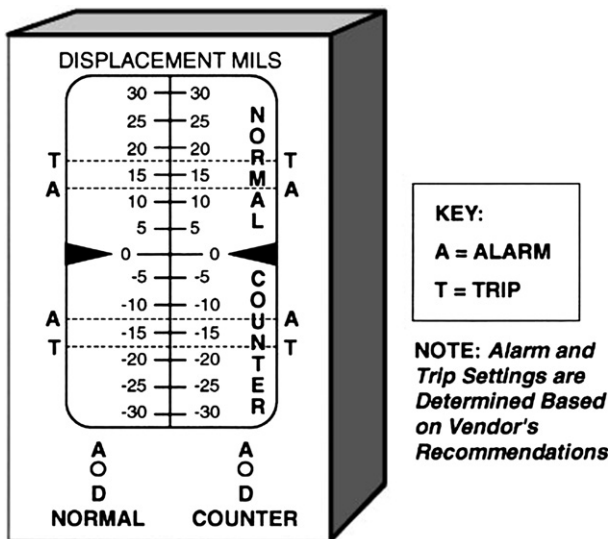 DISPLACEMENT MILS
30 30
25 25
20 20
T T
15 15
A A
10 10
5 5
0 0
-5 -5
-10 -10
A A
-15 -15
T T
-20 -20
-25 -25
-30 -30
NORMAL
COUNTER
A A
D D
NORMAL COUNTER
KEY:
A = ALARM
T = TRIP
NOTE: Alarm and
Trip Settings are
Determined Based
on Vendor's
Recommendations